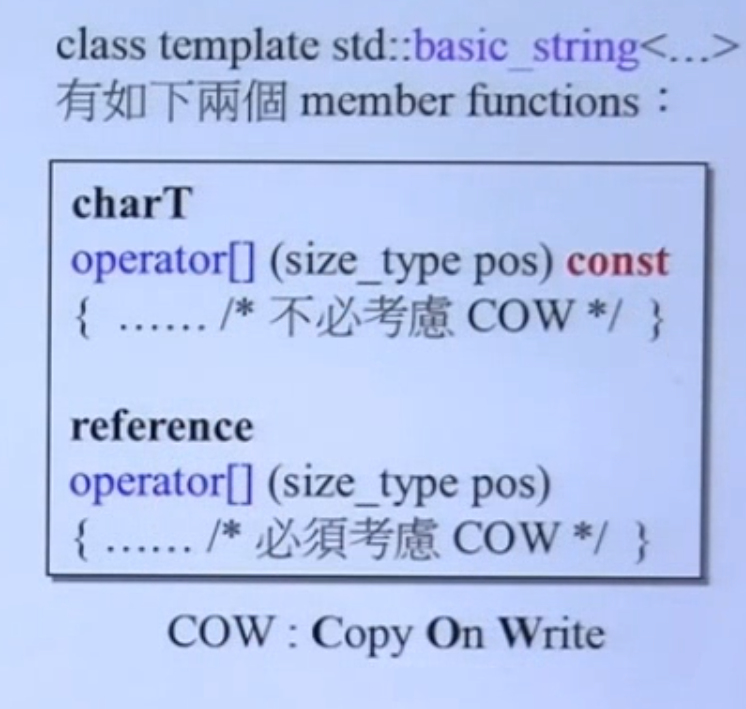 class template std::basic_string<...>
有如下兩個 member functions：
charT
operator[] (size_type pos) const
{ ...... /* 不必考慮 COW */ }
reference
operator[] (size_type pos)
{ ...... /* 必須考慮 COW */ }
COW : Copy On Write